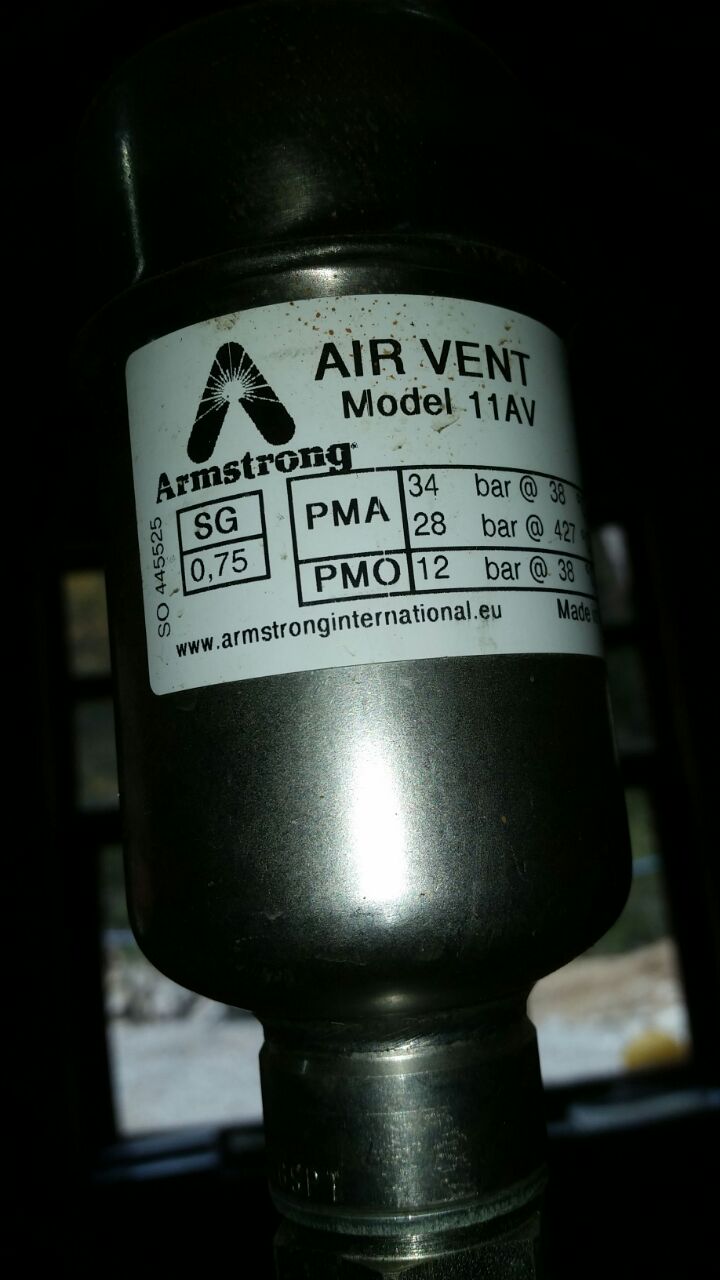 AIR VENT
Model 11AV
Armstrong
SG
0,75
PMA
34 bar @ 38
28 bar @ 427
PMO
12 bar @ 38
SO 445525
www.armstronginternational.eu
Made